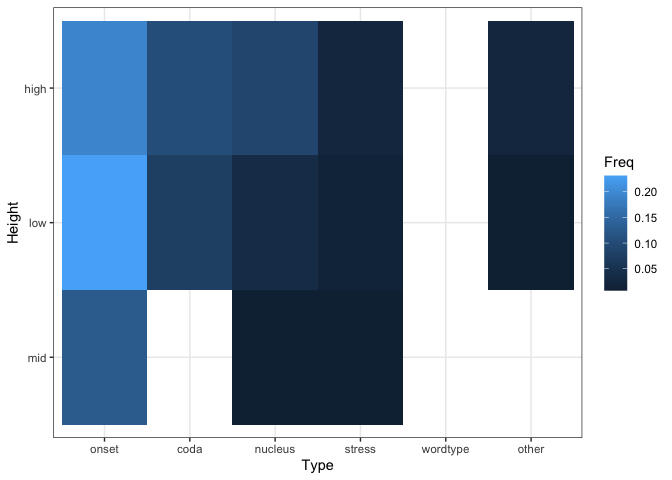 high
low
mid
Height
onset coda nucleus stress wordtype other
Type
Freq
0.20
0.15
0.10
0.05